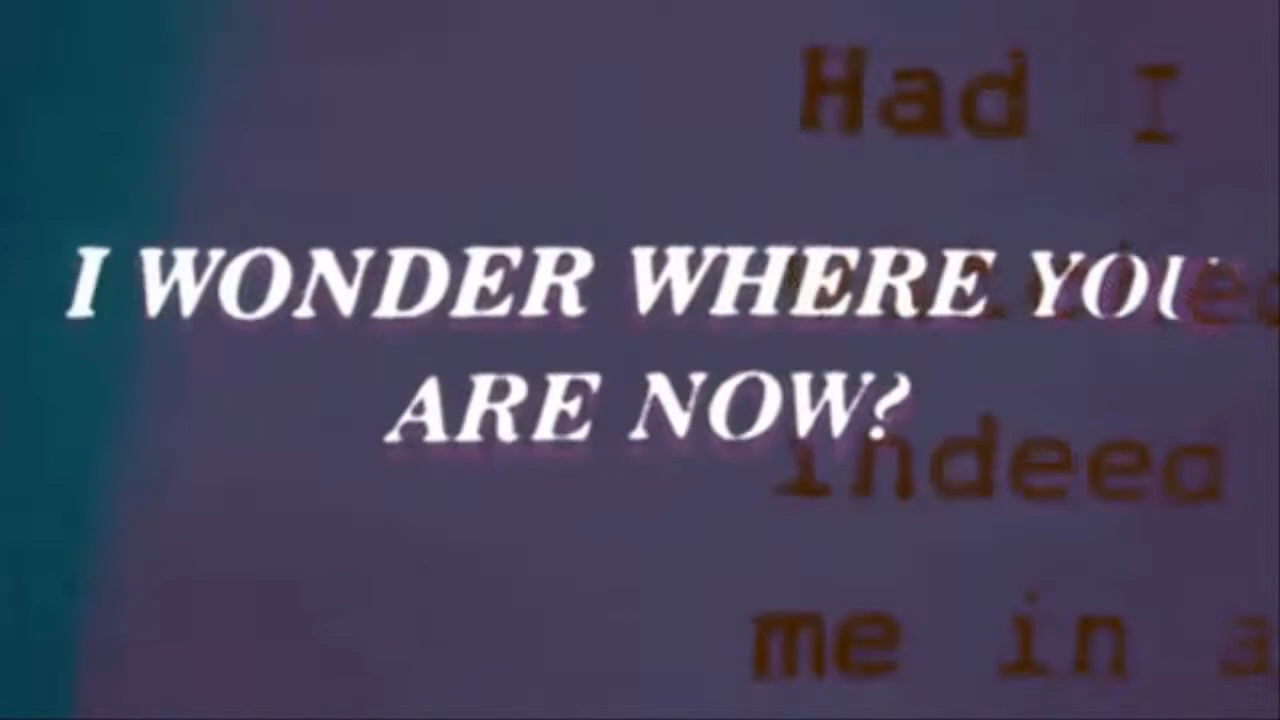 Had I
I WONDER WHERE YOU
ARE NOW?
indeed
me in a